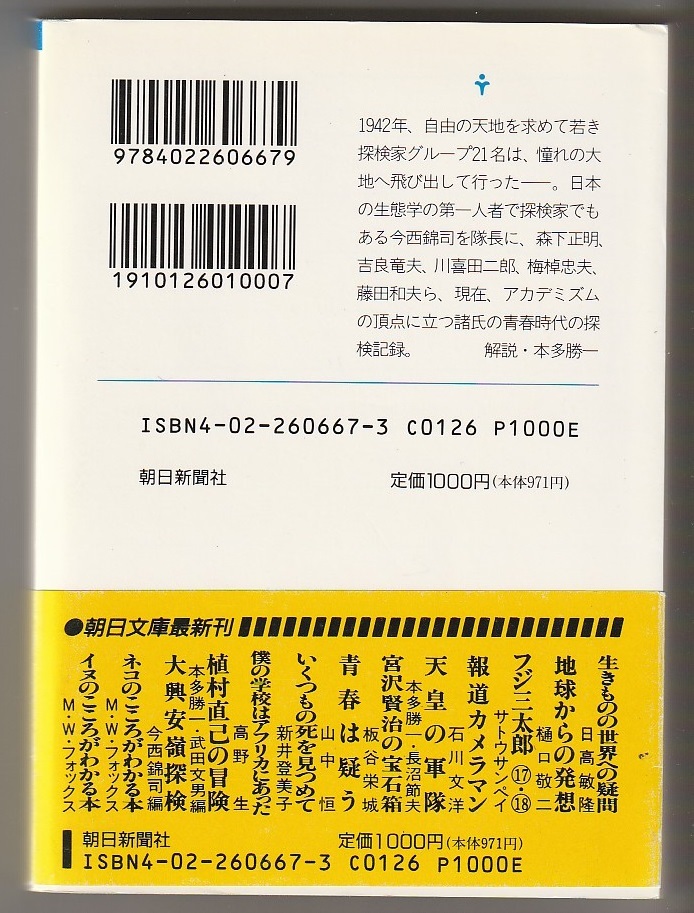 9784022606679
1910126010007
1942年、自由の天地を求めて若き
探検家グループ21名は、憧れの大
地へ飛び出して行った──。日本
の生態学の第一人者で探検家でも
ある今西錦司を隊長に、森下正明、
吉良竜夫、川喜田二郎、梅棹忠夫、
藤田和夫ら、現在、アカデミズム
の頂点に立つ諸氏の青春時代の探
検記録。 解説・本多勝一
ISBN4-02-260667-3 C0126 P1000E
朝日新聞社 定価1000円(本体971円)
●朝日文庫最新刊
生きものの世界への疑問 日高敏隆
地球からの発想 樋口敬二
フジ三太郎⑰・⑱ サトウサンペイ
報道カメラマン 石川文洋
天皇の軍隊 本多勝一・長沼節夫
宮沢賢治の宝石箱 板谷栄城
青春は疑う 山中恒
いくつもの死を見つめて 新井登美子
僕の学校はアフリカにあった 高野生
植村直己の冒険 本多勝一・武田文男編
大興安嶺探検 今西錦司編
ネコのこころがわかる本 M・W・フォックス
イヌのこころがわかる本 M・W・フォックス
朝日新聞社 定価1000円(本体971円)
ISBN4-02-260667-3 C0126 P1000E